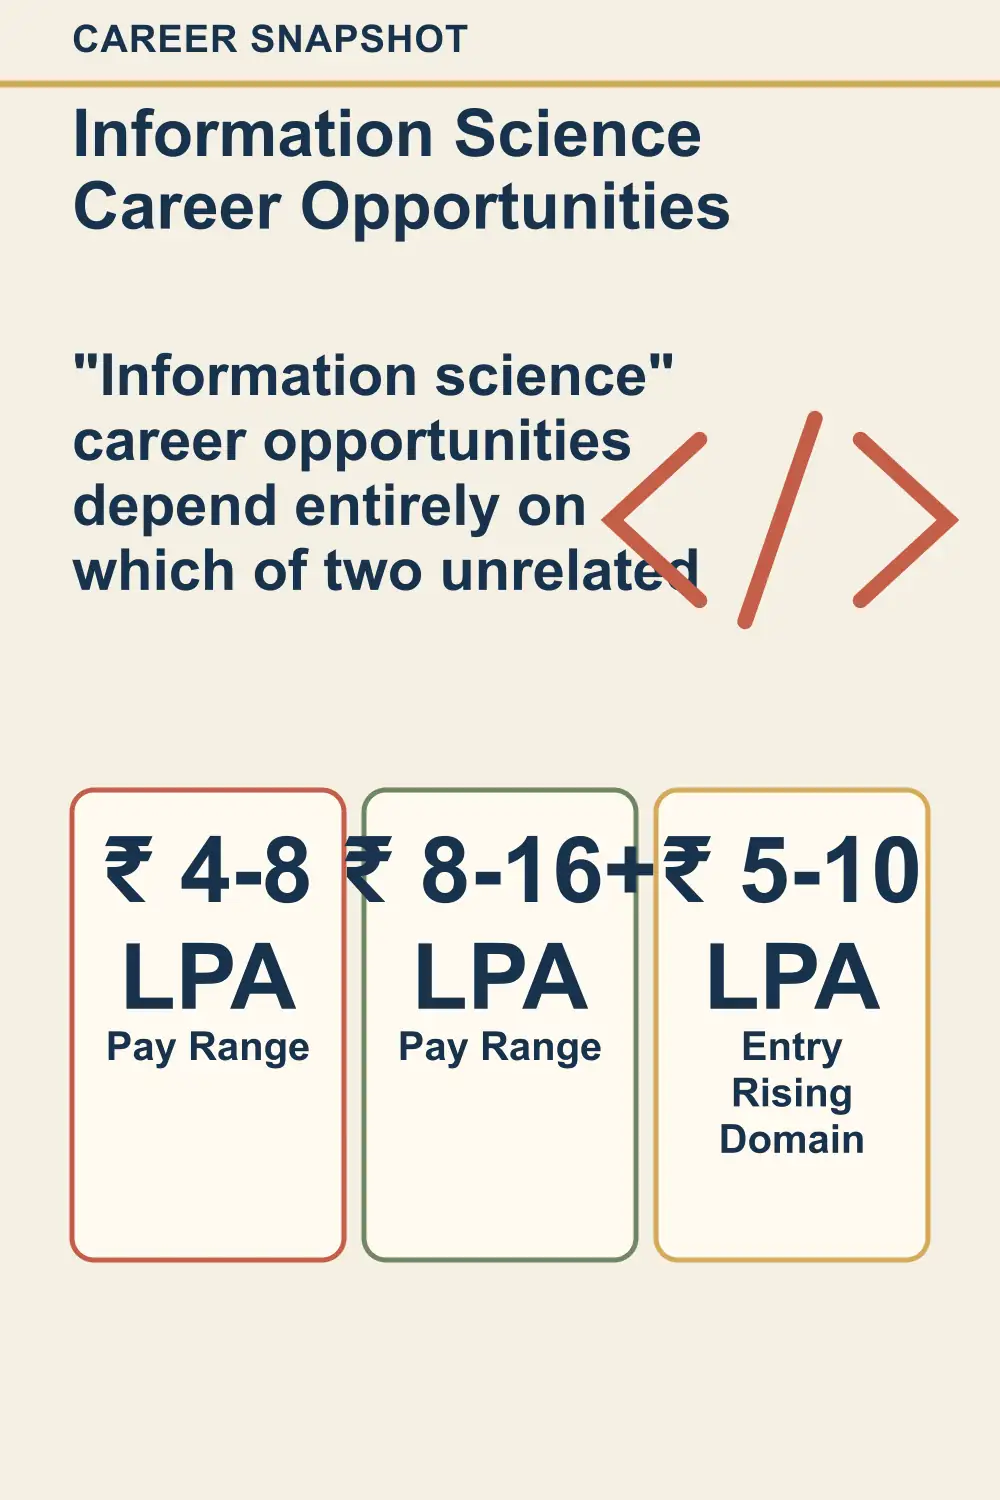 CAREER SNAPSHOT
Information Science
Career Opportunities
"Information science"
career opportunities
depend entirely on
which of two unrelated
₹ 4-8
LPA
Pay Range
₹ 8-16+
LPA
Pay Range
₹ 5-10
LPA
Entry
Rising
Domain